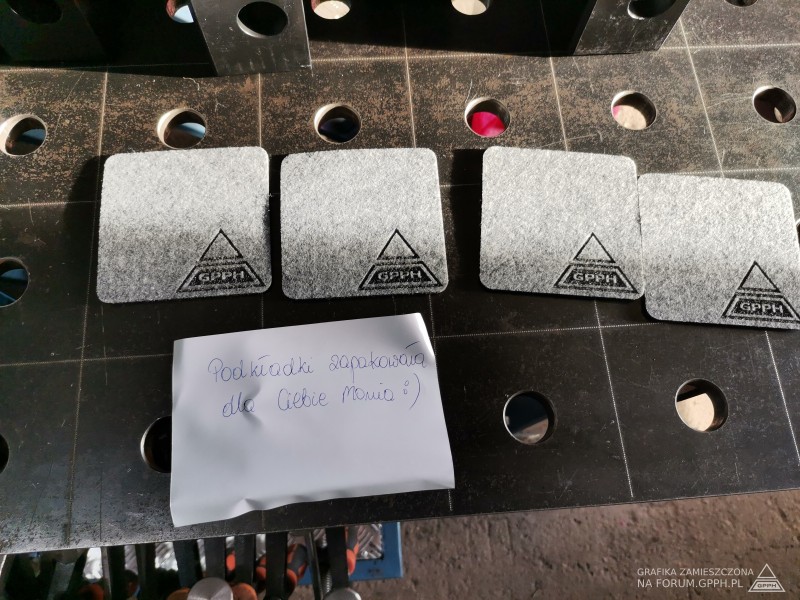 GPPH
GPPH
GPPH
GPPH
Podkładki zapakowała
dla Ciebie Monia :)
GRAFIKA ZAMIESZCZONA
NA FORUM.GPPH.PL
GPPH